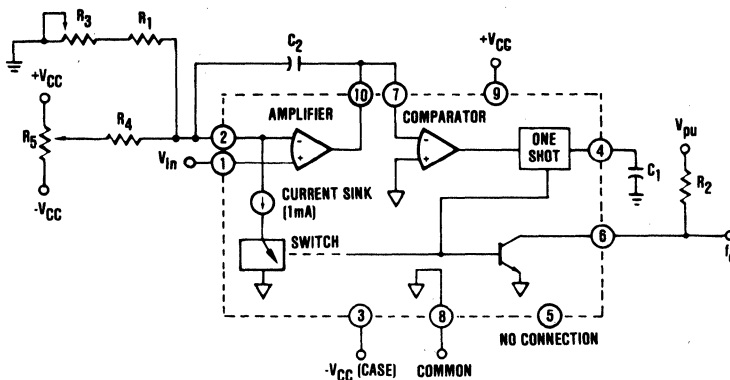 R3
R1
C2
+VCC
+VCC
10
7
9
AMPLIFIER
COMPARATOR
R5
R4
2
Vin
1
-
+
-
+
ONE
SHOT
4
C1
Vpu
R2
-VCC
CURRENT SINK
(1mA)
SWITCH
6
3
8
5
NO CONNECTION
-VCC (CASE)
COMMON